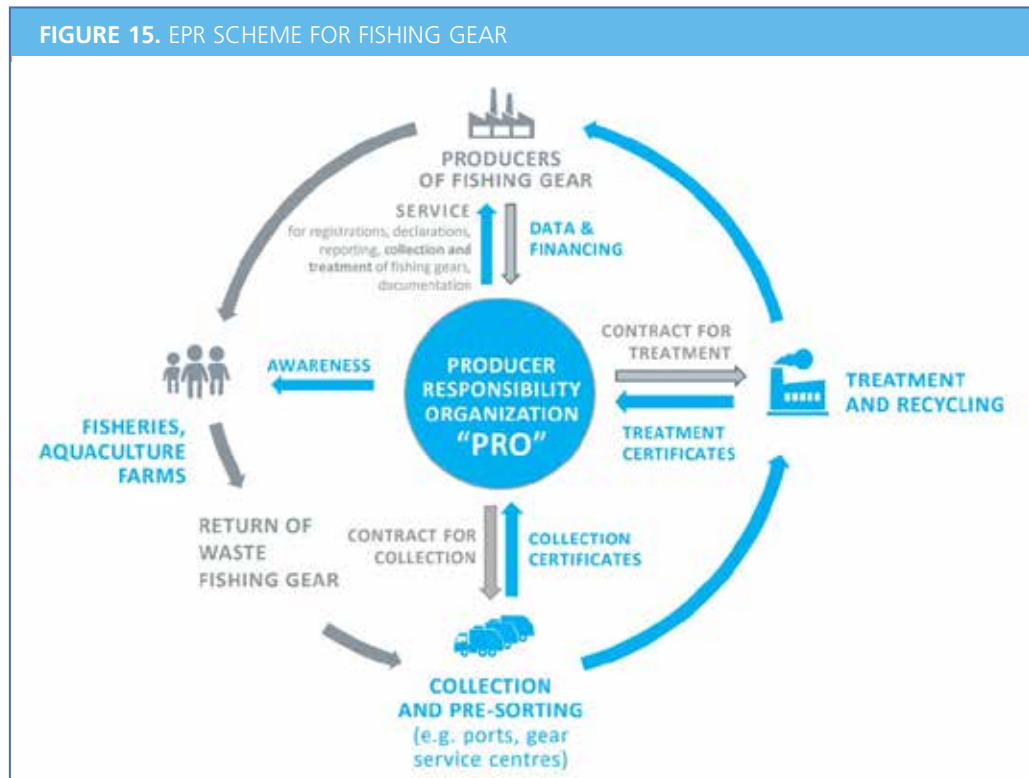 FIGURE 15. EPR SCHEME FOR FISHING GEAR
PRODUCERS
OF FISHING GEAR
SERVICE
for registrations, declarations,
reporting, collection and
treatment of fishing gears,
documentation
DATA &
FINANCING
CONTRACT FOR
TREATMENT
AWARENESS
PRODUCER
RESPONSIBILITY
ORGANIZATION
“PRO”
TREATMENT
AND RECYCLING
FISHERIES,
AQUACULTURE
FARMS
TREATMENT
CERTIFICATES
RETURN OF
WASTE
FISHING GEAR
CONTRACT FOR
COLLECTION
COLLECTION
CERTIFICATES
COLLECTION
AND PRE-SORTING
(e.g. ports, gear
service centres)